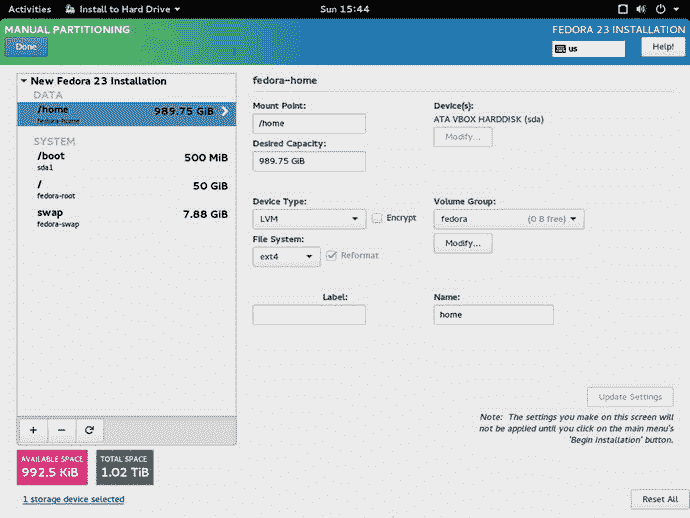 Activities Install to Hard Drive Sun 15:44
MANUAL PARTITIONING FEDORA 23 INSTALLATION
Done us Help!
New Fedora 23 Installation
DATA
/home 989.75 GiB
fedora-home
SYSTEM
/boot 500 MiB
sda1
/ 50 GiB
fedora-root
swap 7.88 GiB
fedora-swap
fedora-home
Mount Point: Device(s):
/home ATA VBOX HARDDISK (sda)
Modify...
Desired Capacity:
989.75 GiB
Device Type: Volume Group:
LVM Encrypt fedora (0 B free)
File System: Modify...
ext4 Reformat
Label: Name:
home
Update Settings
Note: The settings you make on this screen will
not be applied until you click on the main menu's
'Begin Installation' button.
+ -
AVAILABLE SPACE TOTAL SPACE
992.5 KiB 1.02 TiB
1 storage device selected Reset All